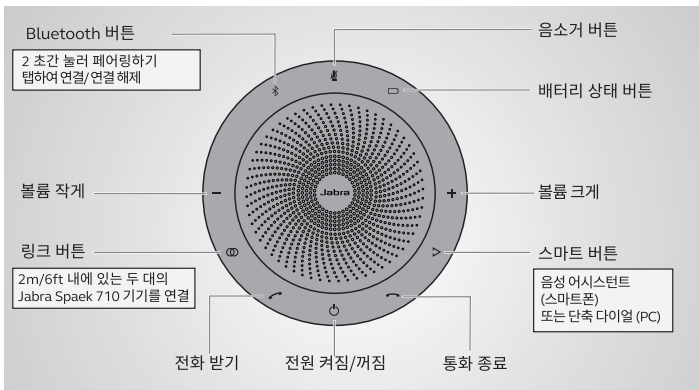 Bluetooth 버튼
2 초간 눌러 페어링하기
탭하여 연결/연결 해제
음소거 버튼
배터리 상태 버튼
볼륨 작게
Jabra
볼륨 크게
링크 버튼
2m/6ft 내에 있는 두 대의
Jabra Spaek 710 기기를 연결
스마트 버튼
음성 어시스턴트
(스마트폰)
또는 단축 다이얼 (PC)
전화 받기
전원 켜짐/꺼짐
통화 종료